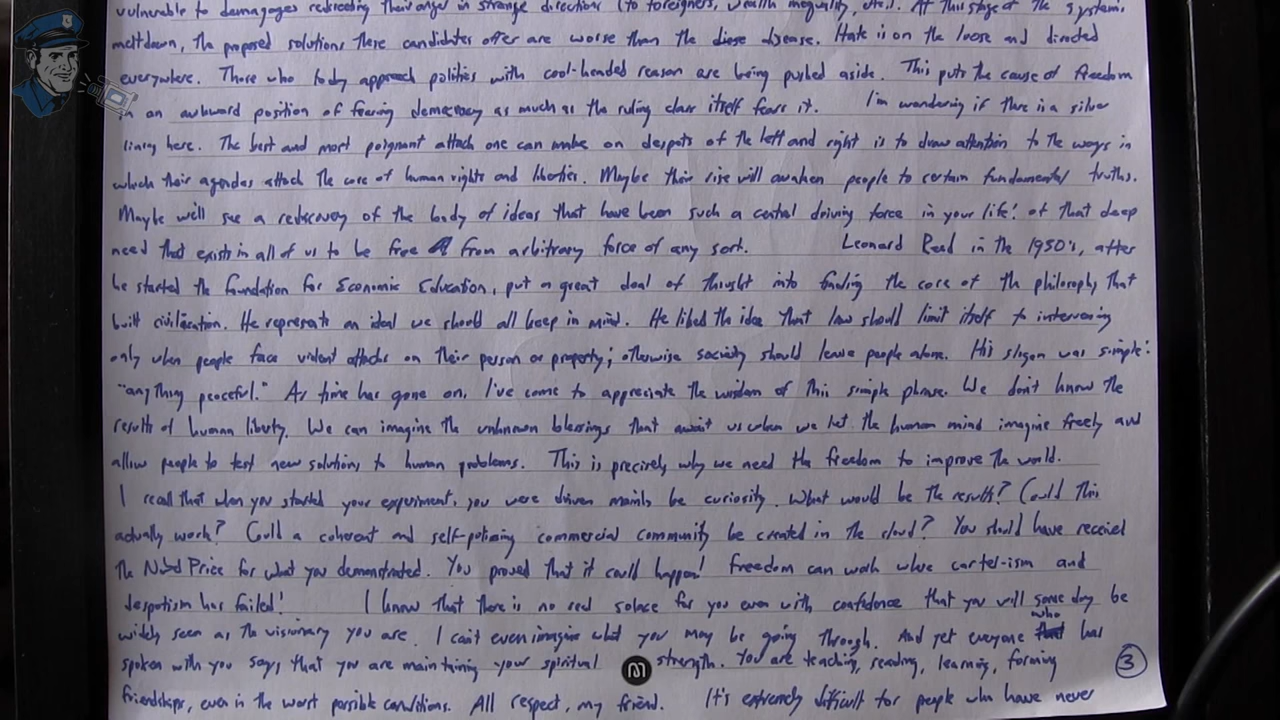 vulnerable to demagoges redirecting their anger in strange directions (to foreigners, wealth inequality, etc.). At this stage of the system's
meltdown, the proposed solutions these candidates offer are worse than the disese disease. Hate is on the loose and directed
everywhere. Those who today approach politics with cool-headed reason are being pushed aside. This puts the cause of freedom
in an awkward position of fearing democracy as much as the ruling class itself fears it. I'm wondering if there is a silver
lining here. The best and most poignant attack one can make on despots of the left and right is to draw attention to the ways in
which their agendas attack the core of human rights and liberties. Maybe their rise will awaken people to certain fundamental truths.
Maybe we'll see a rediscovery of the body of ideas that have been such a central driving force in your life: of that deep
need that exists in all of us to be free from arbitrary force of any sort. Leonard Read in the 1950's, after
he started the Foundation for Economic Education, put a great deal of thought into finding the core of the philosophy that
built civilization. He represents an ideal we should all keep in mind. He liked the idea that law should limit itself to intervening
only when people face violent attacks on their person or property; otherwise society should leave people alone. His slogan was simple:
"anything peaceful." As time has gone on, I've come to appreciate the wisdom of this simple phrase. We don't know the
results of human liberty. We can imagine the unknown blessings that await us when we let the human mind imagine freely and
allow people to test new solutions to human problems. This is precisely why we need the freedom to improve the world.
I recall that when you started your experiment, you were driven mainly be curiosity. What would be the results? Could this
actually work? Could a coherent and self-policing commercial community be created in the cloud? You should have received
the Nobel Price for what you demonstrated. You proved that it could happen! Freedom can work where cartel-ism and
despotism has failed! I know that there is no real solace for you even with confidence that you will some day be
widely seen as the visionary you are. I can't even imagine what you may be going through. And yet everyone who has
spoken with you says that you are maintaining your spiritual strength. You are teaching, reading, learning, forming
friendships, even in the worst possible conditions. All respect, my friend. It's extremely difficult for people who have never
3